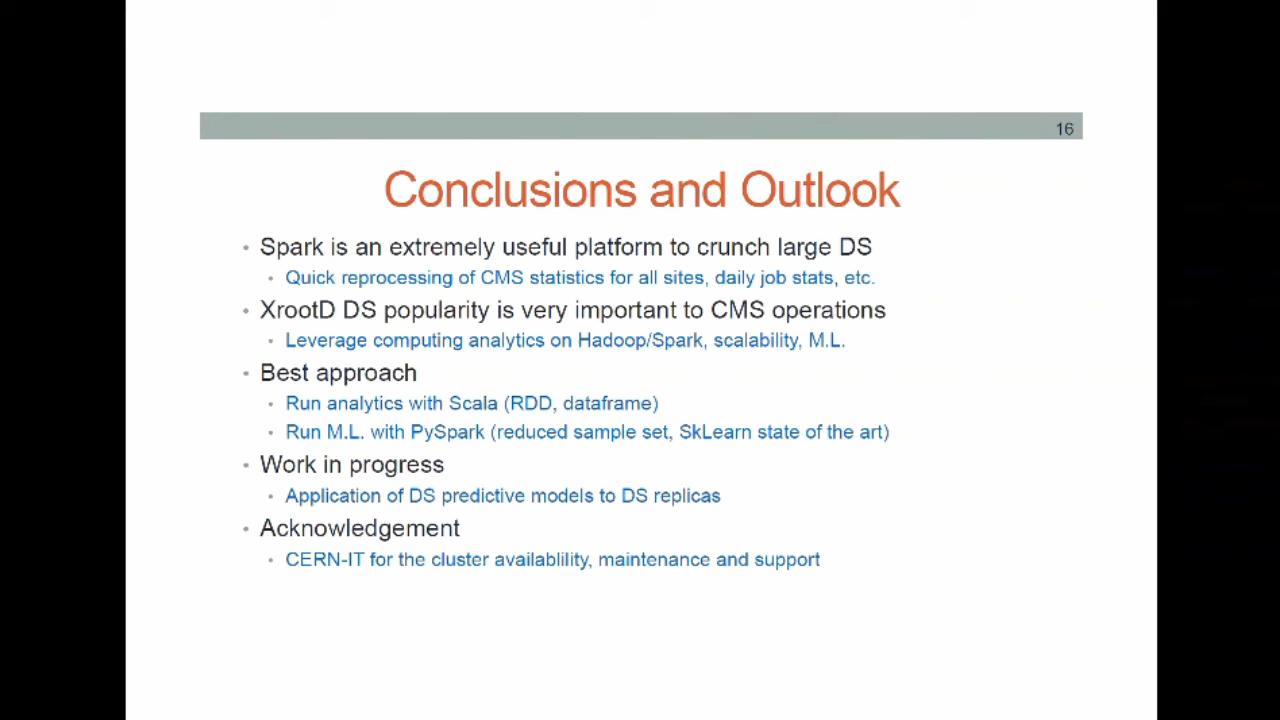 16
Conclusions and Outlook
• Spark is an extremely useful platform to crunch large DS
• Quick reprocessing of CMS statistics for all sites, daily job stats, etc.
• XrootD DS popularity is very important to CMS operations
• Leverage computing analytics on Hadoop/Spark, scalability, M.L.
• Best approach
• Run analytics with Scala (RDD, dataframe)
• Run M.L. with PySpark (reduced sample set, SkLearn state of the art)
• Work in progress
• Application of DS predictive models to DS replicas
• Acknowledgement
• CERN-IT for the cluster availablility, maintenance and support